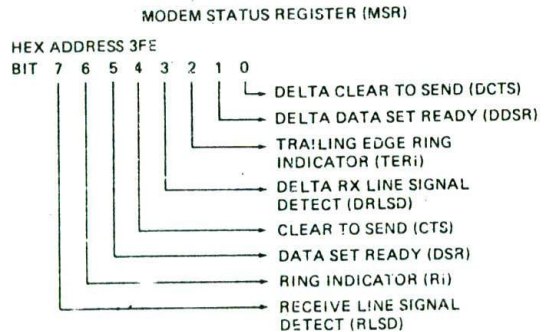 MODEM STATUS REGISTER (MSR)
HEX ADDRESS 3FE
BIT 7 6 5 4 3 2 1 0
DELTA CLEAR TO SEND (DCTS)
DELTA DATA SET READY (DDSR)
TRAILING EDGE RING
INDICATOR (TERi)
DELTA RX LINE SIGNAL
DETECT (DRLSD)
CLEAR TO SEND (CTS)
DATA SET READY (DSR)
RING INDICATOR (Ri)
RECEIVE LINE SIGNAL
DETECT (RLSD)